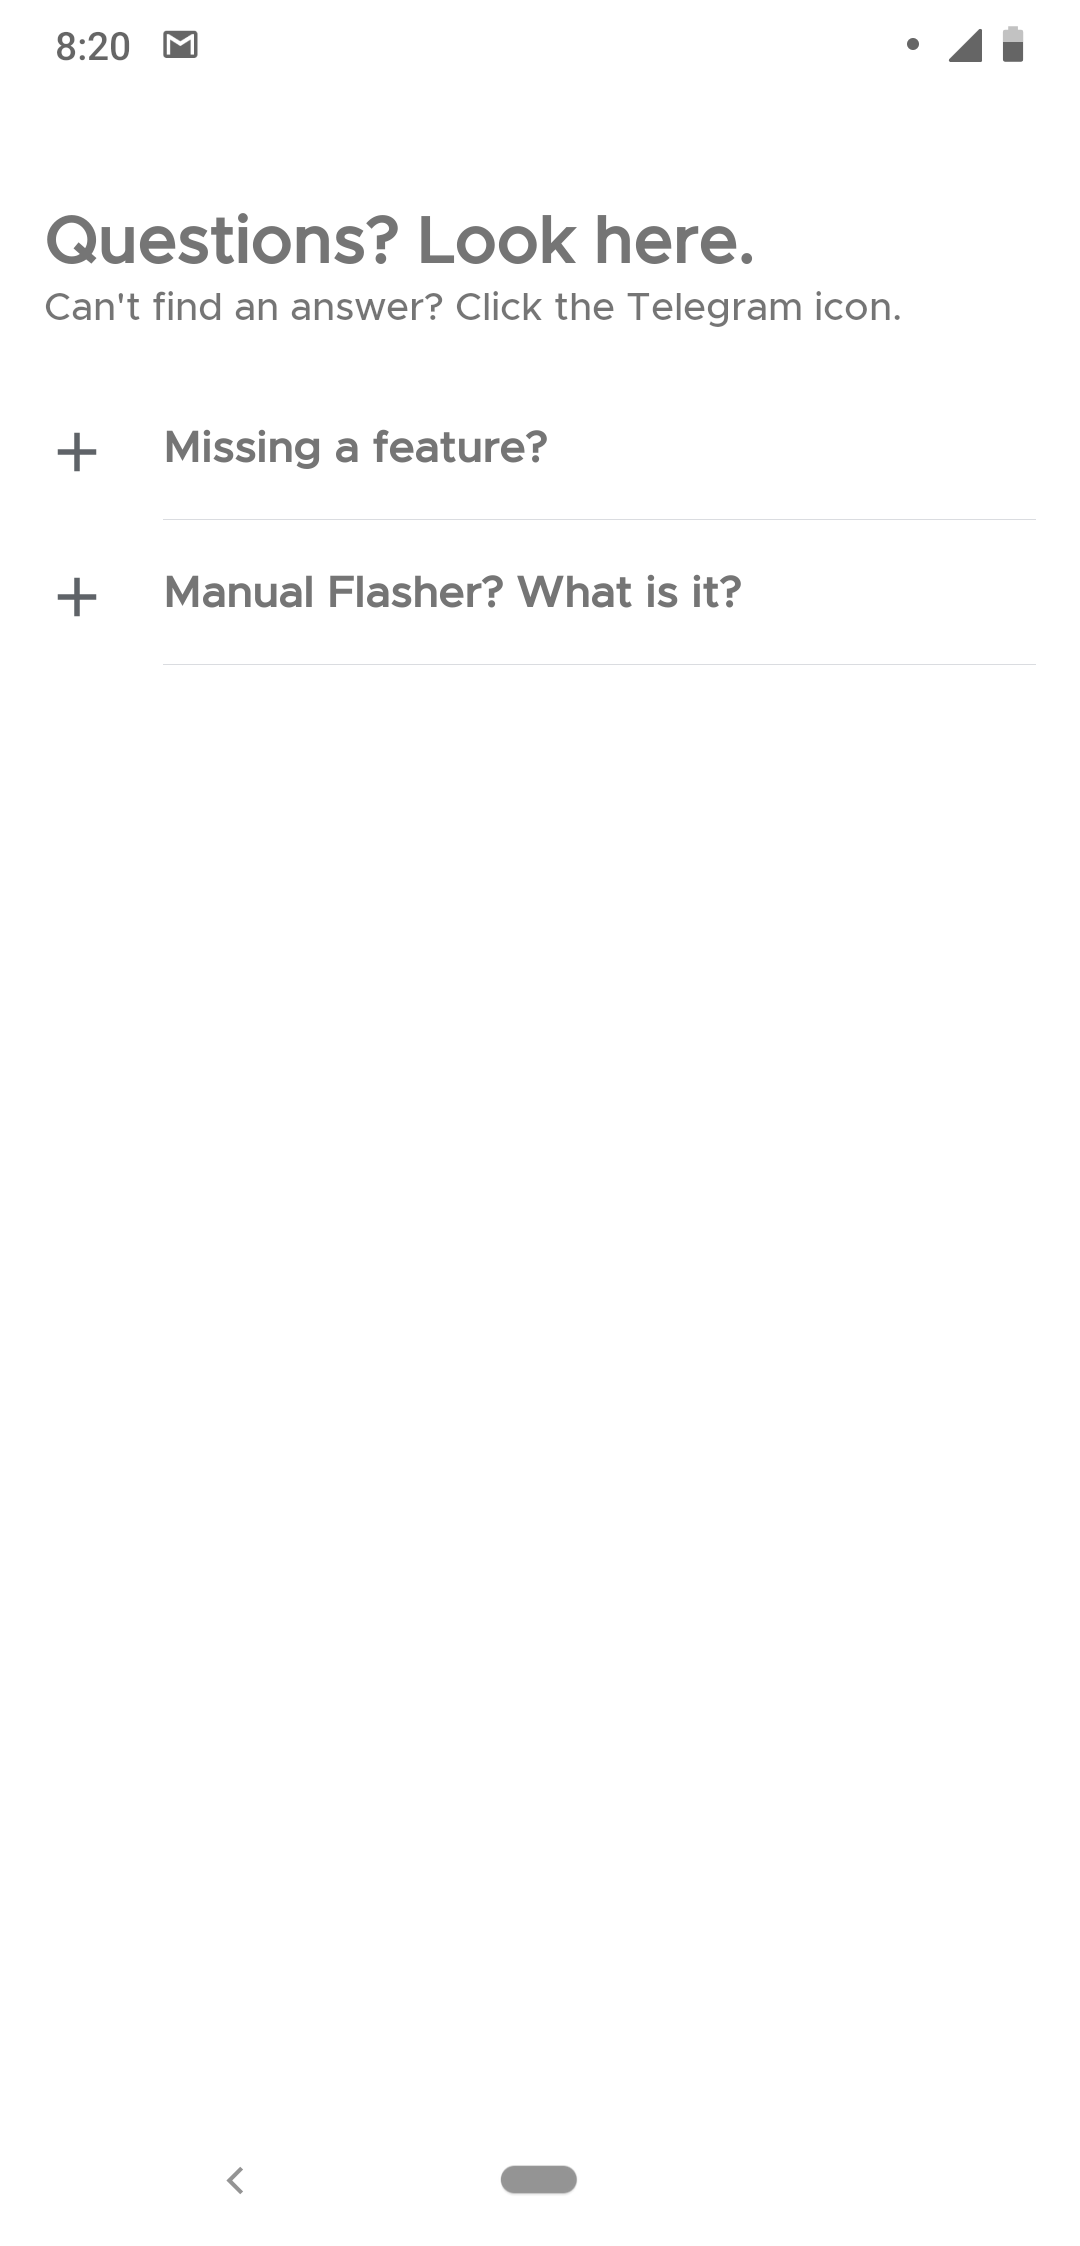 8:20
Questions? Look here.
Can't find an answer? Click the Telegram icon.
Missing a feature?
Manual Flasher? What is it?